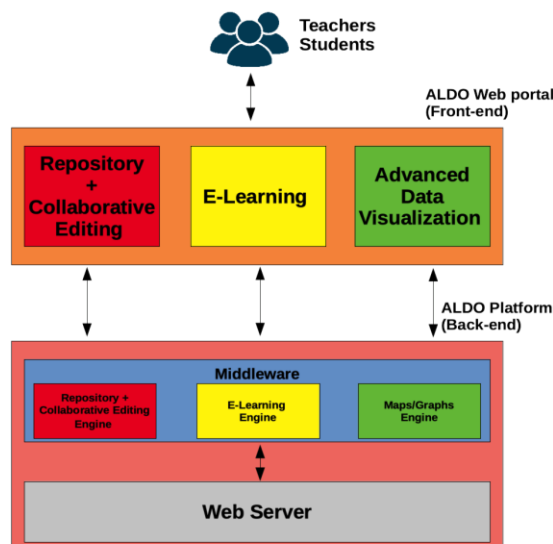 Teachers
Students
ALDO Web portal
(Front-end)
Repository
+
Collaborative
Editing
E-Learning
Advanced
Data
Visualization
ALDO Platform
(Back-end)
Middleware
Repository +
Collaborative Editing
Engine
E-Learning
Engine
Maps/Graphs
Engine
Web Server